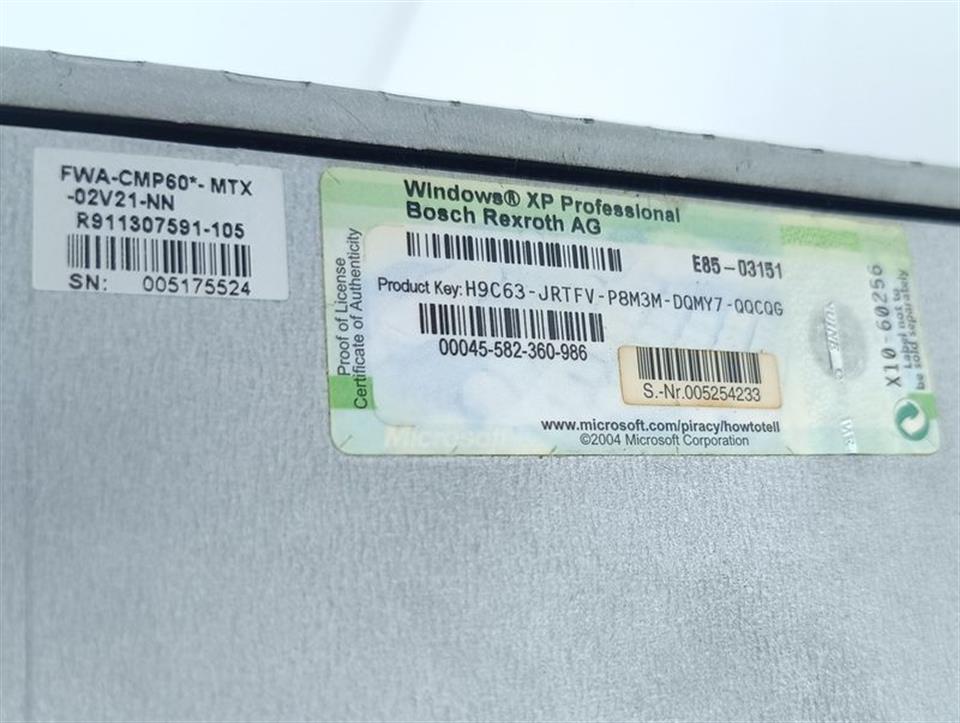 FWA-CMP60*- MTX
-02V21-NN
R911307591-105
SN: 005175524
Windows® XP Professional
Bosch Rexroth AG
E85-03151
Product Key: H9C63-JRTFV-P8M3M-DQMY7-QQCQG
00045-582-360-986
S.-Nr.005254233
www.microsoft.com/piracy/howtotell
©2004 Microsoft Corporation
Microsoft
Proof of License
Certificate of Authenticity
X10-60256
Label not to
be sold separately